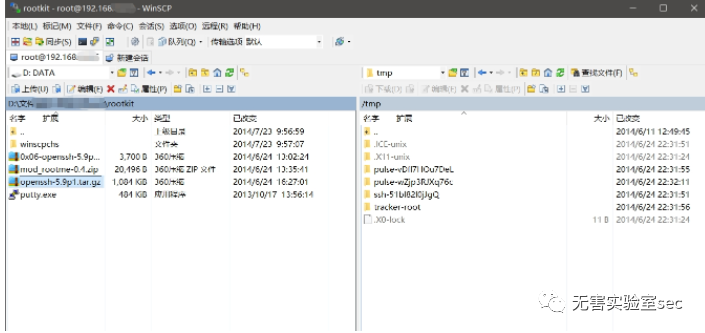 rootkit - root@192.168. - WinSCP
本地(L) 标记(M) 文件(F) 命令(C) 会话(S) 选项(O) 远程(R) 帮助(H)
同步(S) 队列(Q) 传输选项 默认
root@192.168. 新建会话
D: DATA tmp 查找文件(F)
上传(U) 编辑(E) 属性(P) 下载(D) 编辑(E) 属性(P)
D:\文件 \rootkit /tmp
名字 扩展 大小 类型 已改变 名字 扩展 大小 已改变
.. 上级目录 2014/7/23 9:56:59 .. 2014/6/11 12:49:45
winscpchs 文件夹 2014/7/23 9:57:07 .ICE-unix 2014/6/24 22:31:51
0x06-openssh-5.9p... 3,700 B 360压缩 2014/6/24 13:02:24 .X11-unix 2014/6/24 22:31:24
mod_rootme-0.4.zip 20,496 B 360压缩 ZIP 文件 2014/6/24 13:35:41 2014/6/24 22:31:55
openssh-5.9p1.tar.gz 1,084 KiB 360压缩 2014/6/24 16:27:01 2014/6/24 22:32:11
putty.exe 484 KiB 应用程序 2013/10/17 13:56:14 2014/6/24 22:31:51
tracker-root 2014/6/24 22:31:56
.X0-lock 11 B 2014/6/24 22:31:24
无害实验室sec